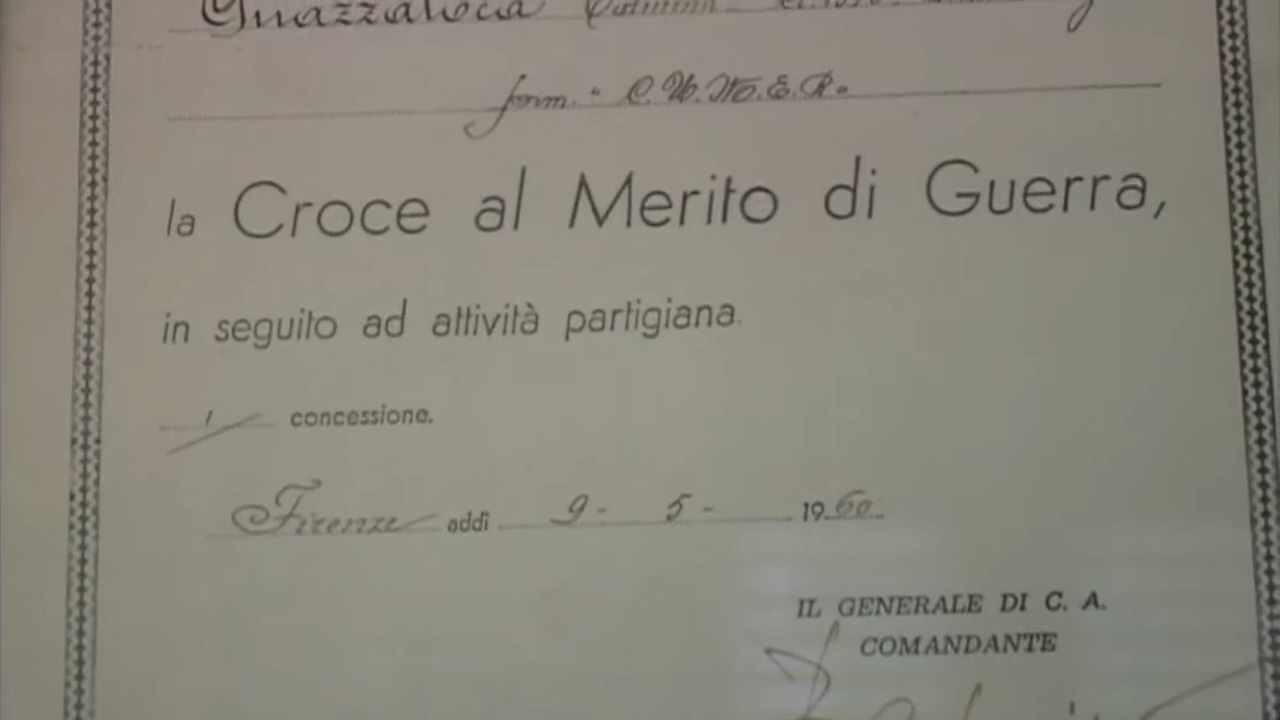 Guazzaloca
form. "C.U.M.E.R.
la Croce al Merito di Guerra,
in seguito ad attività partigiana.
1 concessione.
Firenze addì 9 - 5 - 1960
IL GENERALE DI C. A.
COMANDANTE